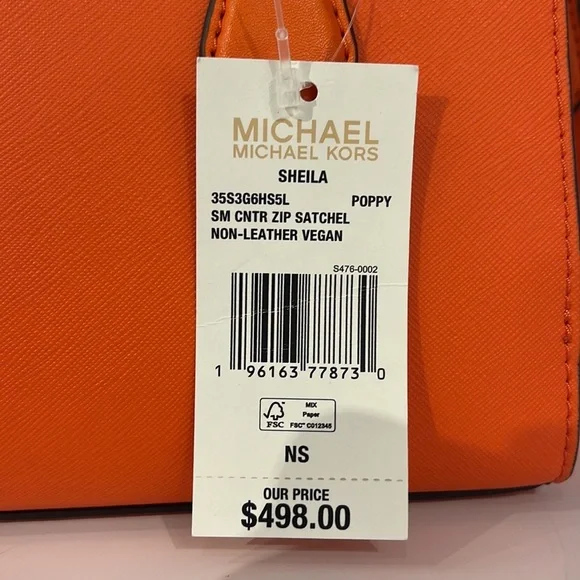 MICHAEL
MICHAEL KORS
SHEILA
35S3G6HS5L POPPY
SM CNTR ZIP SATCHEL
NON-LEATHER VEGAN
S476-0002
1 96163 77873 0
FSC
MIX
Paper
FSC™ C012345
NS
OUR PRICE
$498.00